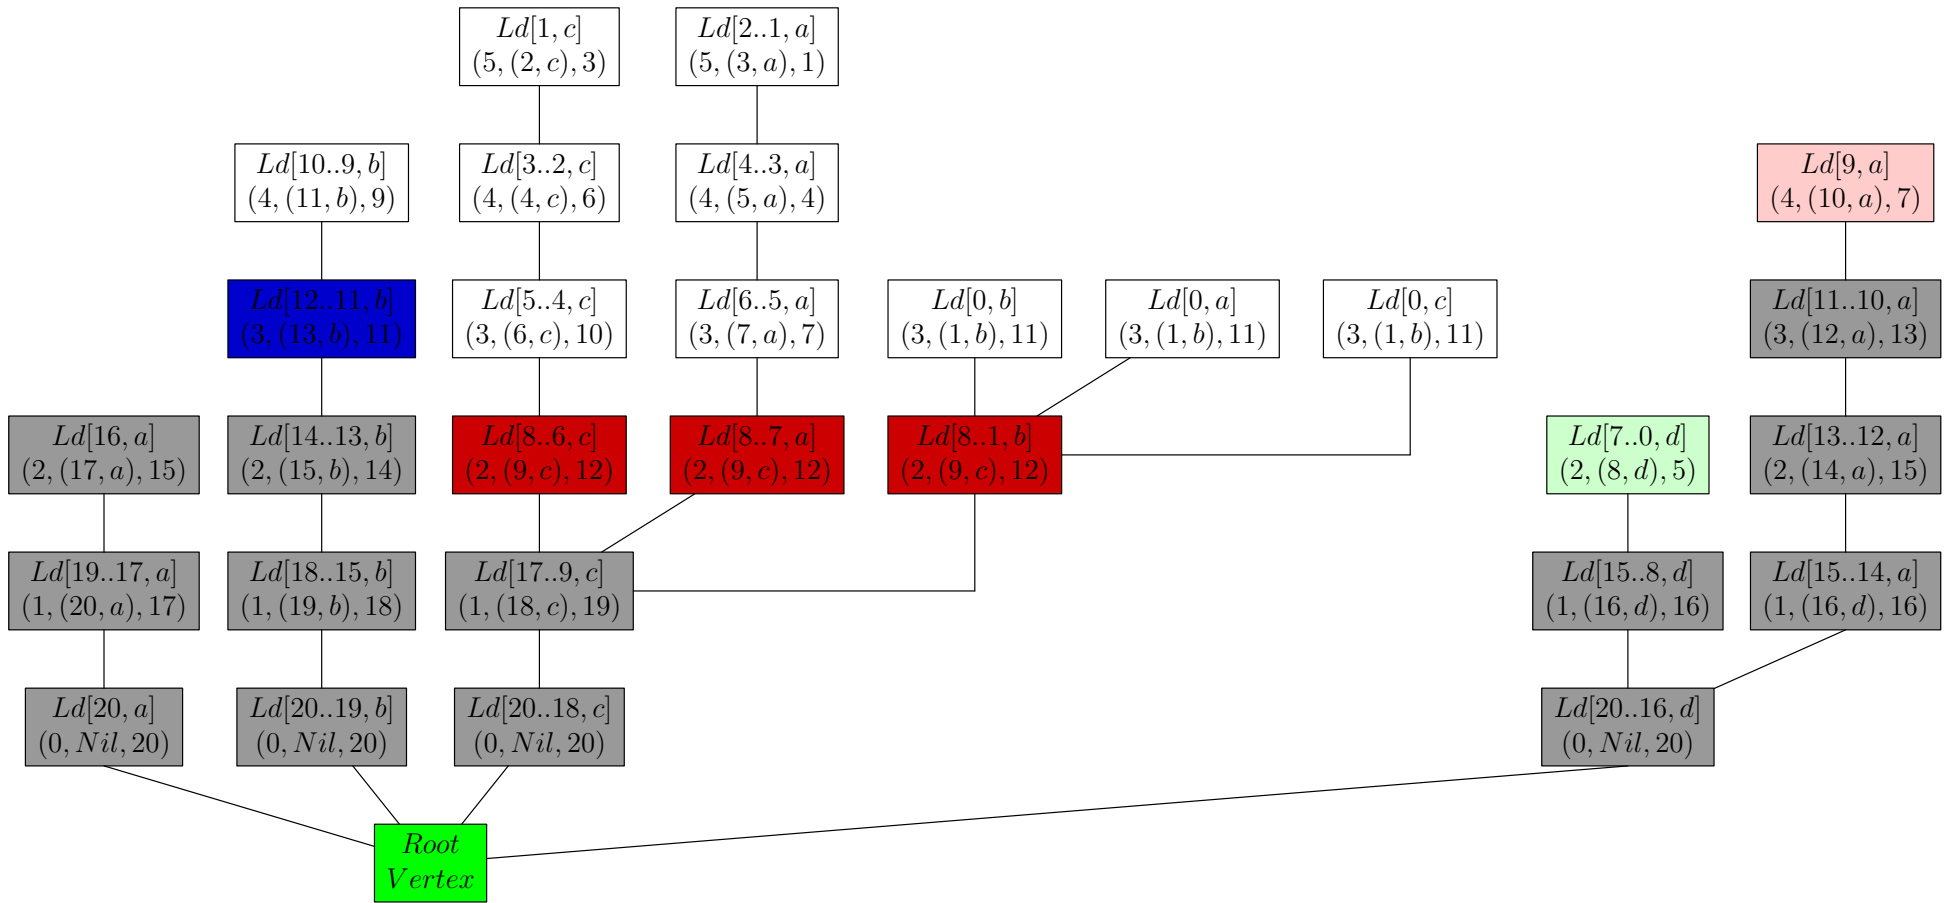 Ld[1, c]
(5, (2, c), 3)
Ld[2..1, a]
(5, (3, a), 1)
Ld[10..9, b]
(4, (11, b), 9)
Ld[3..2, c]
(4, (4, c), 6)
Ld[4..3, a]
(4, (5, a), 4)
Ld[9, a]
(4, (10, a), 7)
Ld[12..11, b]
(3, (13, b), 11)
Ld[5..4, c]
(3, (6, c), 10)
Ld[6..5, a]
(3, (7, a), 7)
Ld[0, b]
(3, (1, b), 11)
Ld[0, a]
(3, (1, b), 11)
Ld[0, c]
(3, (1, b), 11)
Ld[11..10, a]
(3, (12, a), 13)
Ld[16, a]
(2, (17, a), 15)
Ld[14..13, b]
(2, (15, b), 14)
Ld[8..6, c]
(2, (9, c), 12)
Ld[8..7, a]
(2, (9, c), 12)
Ld[8..1, b]
(2, (9, c), 12)
Ld[7..0, d]
(2, (8, d), 5)
Ld[13..12, a]
(2, (14, a), 15)
Ld[19..17, a]
(1, (20, a), 17)
Ld[18..15, b]
(1, (19, b), 18)
Ld[17..9, c]
(1, (18, c), 19)
Ld[15..8, d]
(1, (16, d), 16)
Ld[15..14, a]
(1, (16, d), 16)
Ld[20, a]
(0, Nil, 20)
Ld[20..19, b]
(0, Nil, 20)
Ld[20..18, c]
(0, Nil, 20)
Ld[20..16, d]
(0, Nil, 20)
Root
Vertex